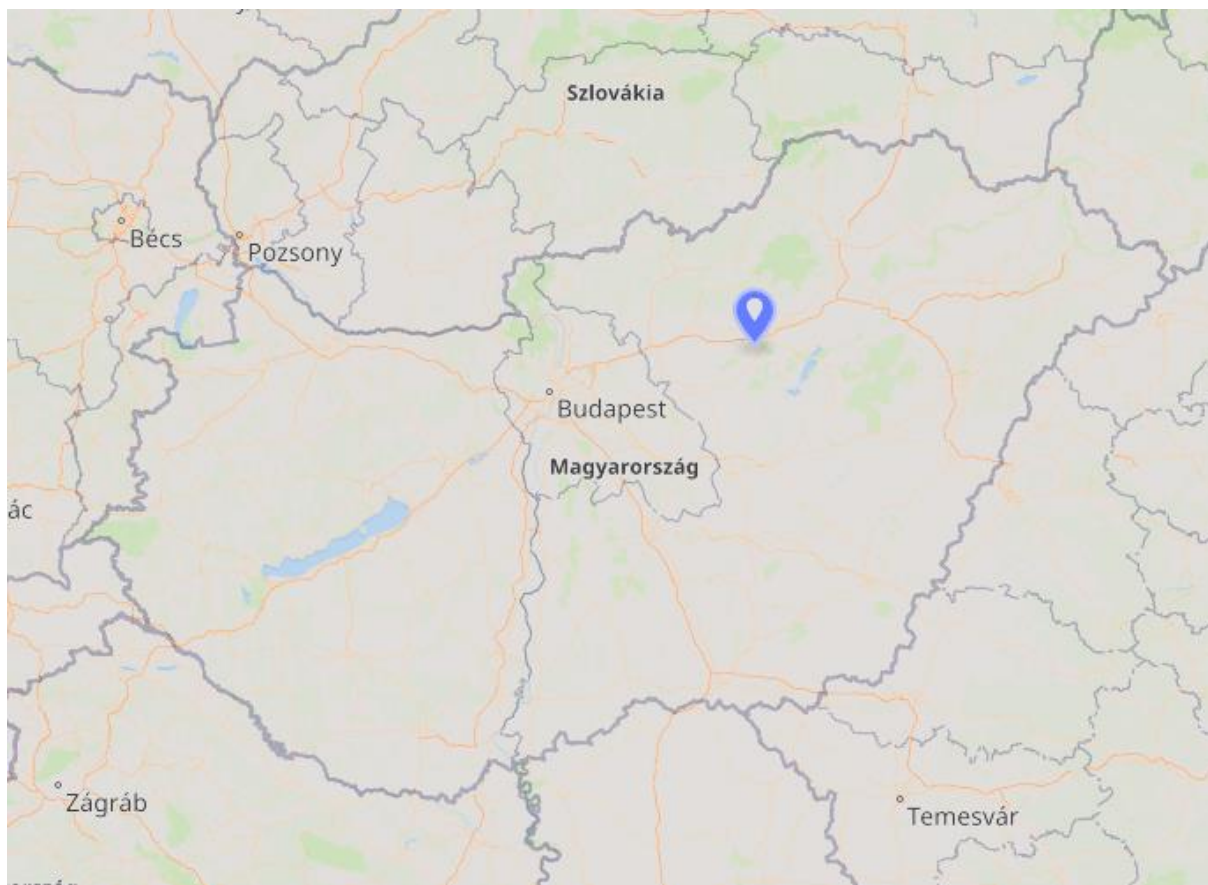 Szlovákia
Bécs
Pozsony
Budapest
Magyarország
ác
Zágráb
Temesvár